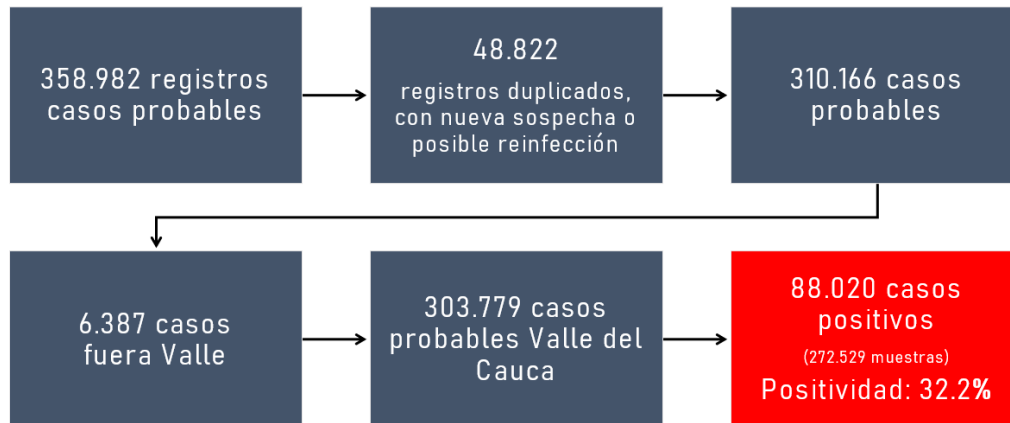 358.982 registros
casos probables
48.822
registros duplicados,
con nueva sospecha o
posible reinfección
310.166 casos
probables
6.387 casos
fuera Valle
303.779 casos
probables Valle del
Cauca
88.020 casos
positivos
(272.529 muestras)
Positividad: 32.2%